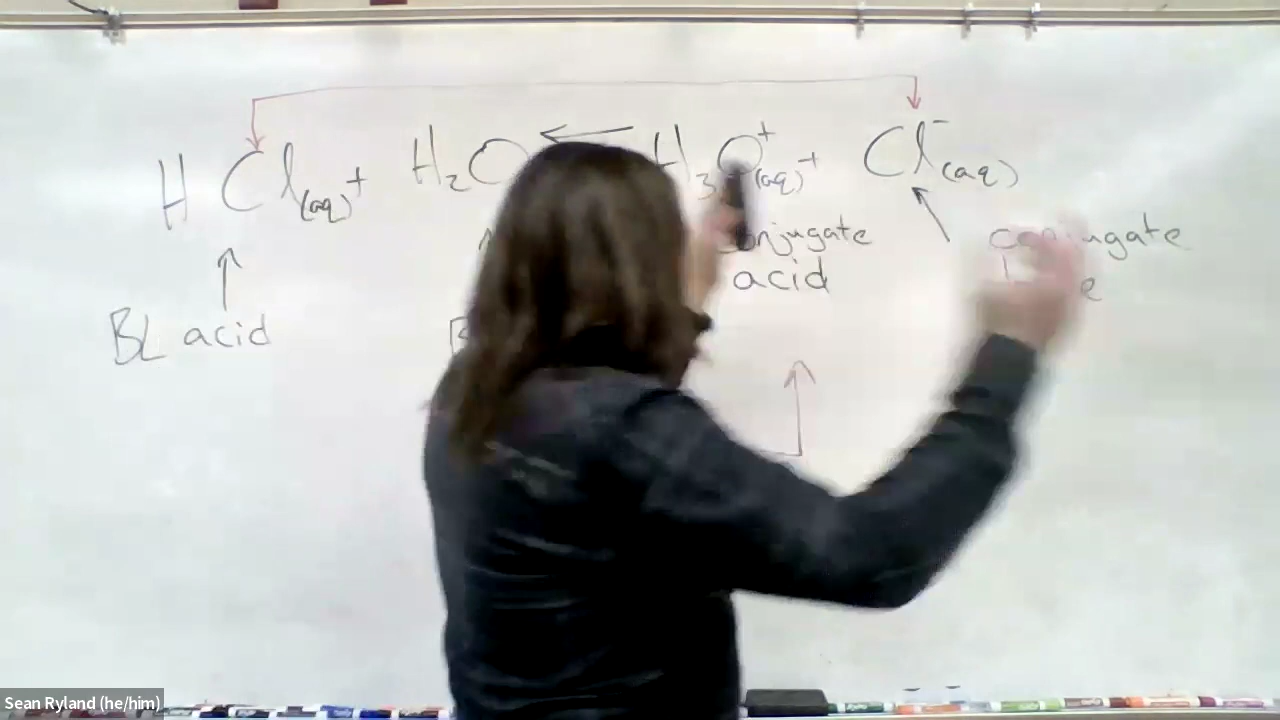 HCl(aq) + H₂O ← H₃O⁺(aq) + Cl⁻(aq)
conjugate
acid
conjugate
BL acid
Sean Ryland (he/him)